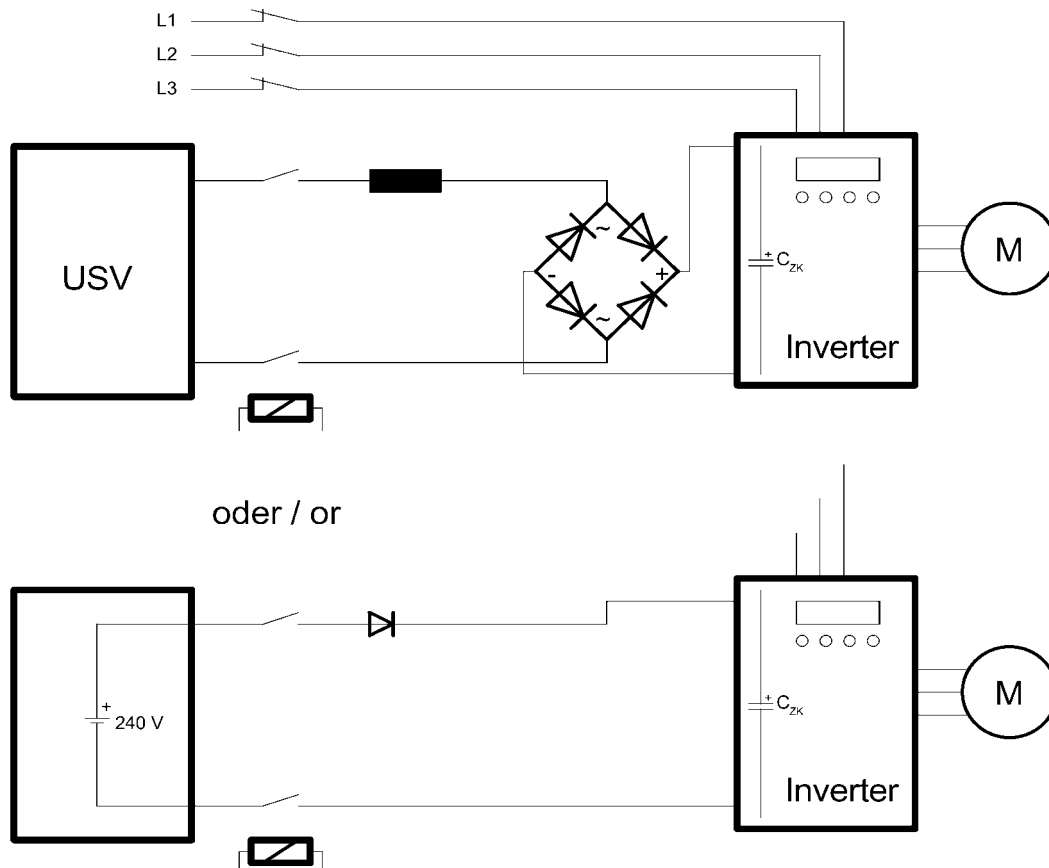 L1
L2
L3
USV
~
- +
~
+ C_ZK
Inverter
M
oder / or
+
240 V
+ C_ZK
Inverter
M